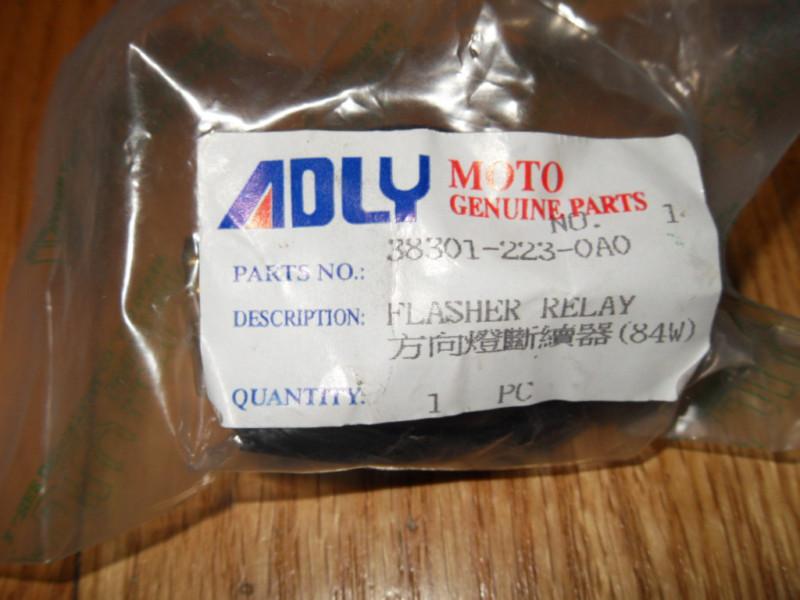 ADLY MOTO
GENUINE PARTS
NO. 1
PARTS NO.: 38301-223-0A0
DESCRIPTION: FLASHER RELAY
方向燈斷續器(84W)
QUANTITY: 1 PC